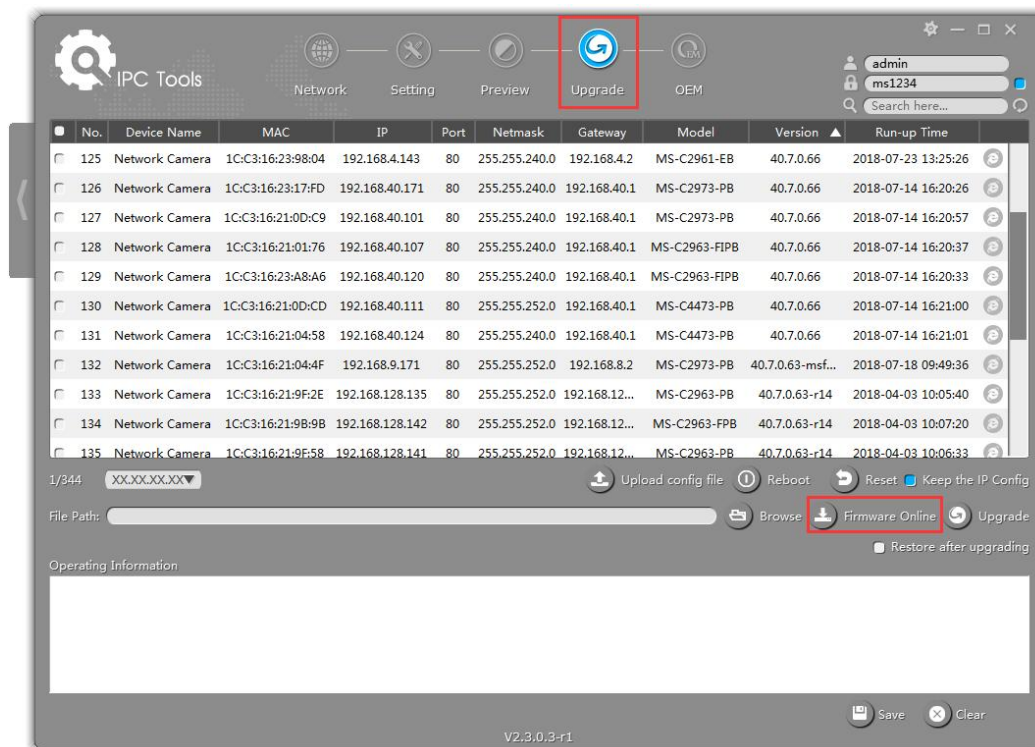 IPC Tools
Network Setting Preview Upgrade OEM
admin
ms1234
Search here...
No. Device Name MAC IP Port Netmask Gateway Model Version ▲ Run-up Time
125 Network Camera 1C:C3:16:23:98:04 192.168.4.143 80 255.255.240.0 192.168.4.2 MS-C2961-EB 40.7.0.66 2018-07-23 13:25:26
126 Network Camera 1C:C3:16:23:17:FD 192.168.40.171 80 255.255.240.0 192.168.40.1 MS-C2973-PB 40.7.0.66 2018-07-14 16:20:26
127 Network Camera 1C:C3:16:21:0D:C9 192.168.40.101 80 255.255.240.0 192.168.40.1 MS-C2973-PB 40.7.0.66 2018-07-14 16:20:57
128 Network Camera 1C:C3:16:21:01:76 192.168.40.107 80 255.255.240.0 192.168.40.1 MS-C2963-FIPB 40.7.0.66 2018-07-14 16:20:37
129 Network Camera 1C:C3:16:23:A8:A6 192.168.40.120 80 255.255.240.0 192.168.40.1 MS-C2963-FIPB 40.7.0.66 2018-07-14 16:20:33
130 Network Camera 1C:C3:16:21:0D:CD 192.168.40.111 80 255.255.252.0 192.168.40.1 MS-C4473-PB 40.7.0.66 2018-07-14 16:21:00
131 Network Camera 1C:C3:16:21:04:58 192.168.40.124 80 255.255.240.0 192.168.40.1 MS-C4473-PB 40.7.0.66 2018-07-14 16:21:01
132 Network Camera 1C:C3:16:21:04:4F 192.168.9.171 80 255.255.252.0 192.168.8.2 MS-C2973-PB 40.7.0.63-msf... 2018-07-18 09:49:36
133 Network Camera 1C:C3:16:21:9F:2E 192.168.128.135 80 255.255.252.0 192.168.12... MS-C2963-PB 40.7.0.63-r14 2018-04-03 10:05:40
134 Network Camera 1C:C3:16:21:9B:9B 192.168.128.142 80 255.255.252.0 192.168.12... MS-C2963-FPB 40.7.0.63-r14 2018-04-03 10:07:20
135 Network Camera 1C:C3:16:21:9F:58 192.168.128.141 80 255.255.252.0 192.168.12... MS-C2963-PB 40.7.0.63-r14 2018-04-03 10:06:33
1/344 XX.XX.XX.XX▼ Upload config file Reboot Reset Keep the IP Config
File Path: Browse Firmware Online Upgrade
Restore after upgrading
Operating Information
Save Clear
V2.3.0.3-r1